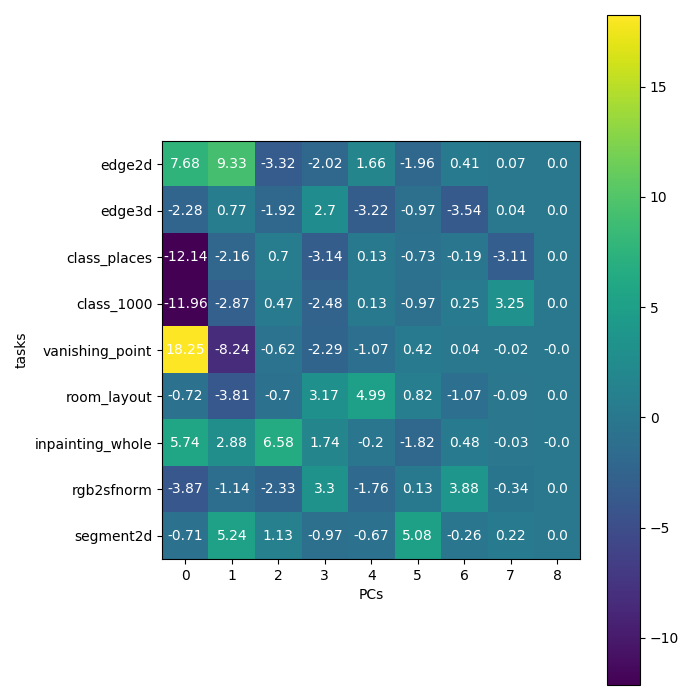 edge2d 7.68 9.33 -3.32 -2.02 1.66 -1.96 0.41 0.07 0.0
edge3d -2.28 0.77 -1.92 2.7 -3.22 -0.97 -3.54 0.04 0.0
class_places -12.14 -2.16 0.7 -3.14 0.13 -0.73 -0.19 -3.11 0.0
class_1000 -11.96 -2.87 0.47 -2.48 0.13 -0.97 0.25 3.25 0.0
vanishing_point 18.25 -8.24 -0.62 -2.29 -1.07 0.42 0.04 -0.02 -0.0
room_layout -0.72 -3.81 -0.7 3.17 4.99 0.82 -1.07 -0.09 0.0
inpainting_whole 5.74 2.88 6.58 1.74 -0.2 -1.82 0.48 -0.03 -0.0
rgb2sfnorm -3.87 -1.14 -2.33 3.3 -1.76 0.13 3.88 -0.34 0.0
segment2d -0.71 5.24 1.13 -0.97 -0.67 5.08 -0.26 0.22 0.0
0 1 2 3 4 5 6 7 8
PCs
tasks
15
10
5
0
−5
−10